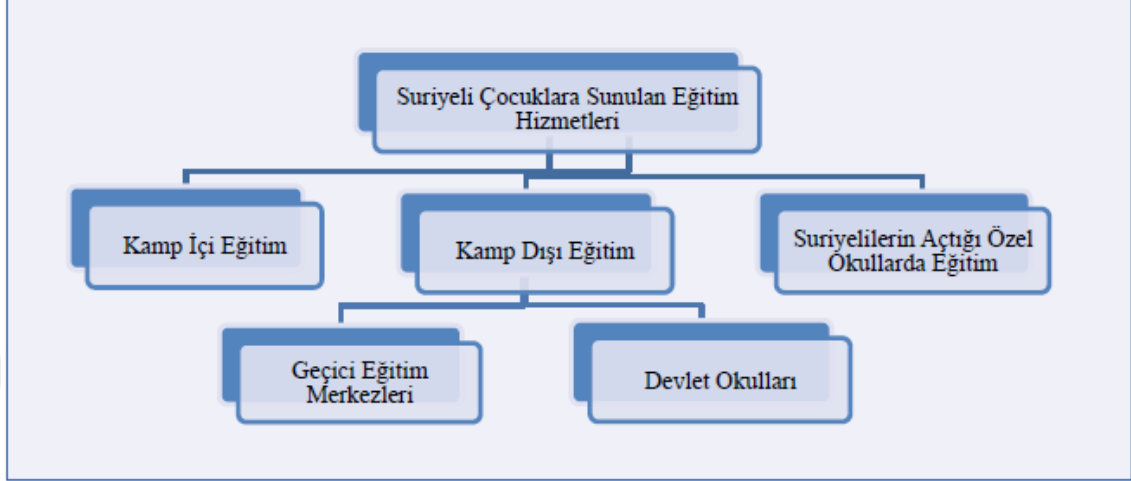 Suriyeli Çocuklara Sunulan Eğitim
Hizmetleri
Kamp İçi Eğitim
Kamp Dışı Eğitim
Suriyelilerin Açtığı Özel
Okullarda Eğitim
Geçici Eğitim
Merkezleri
Devlet Okulları